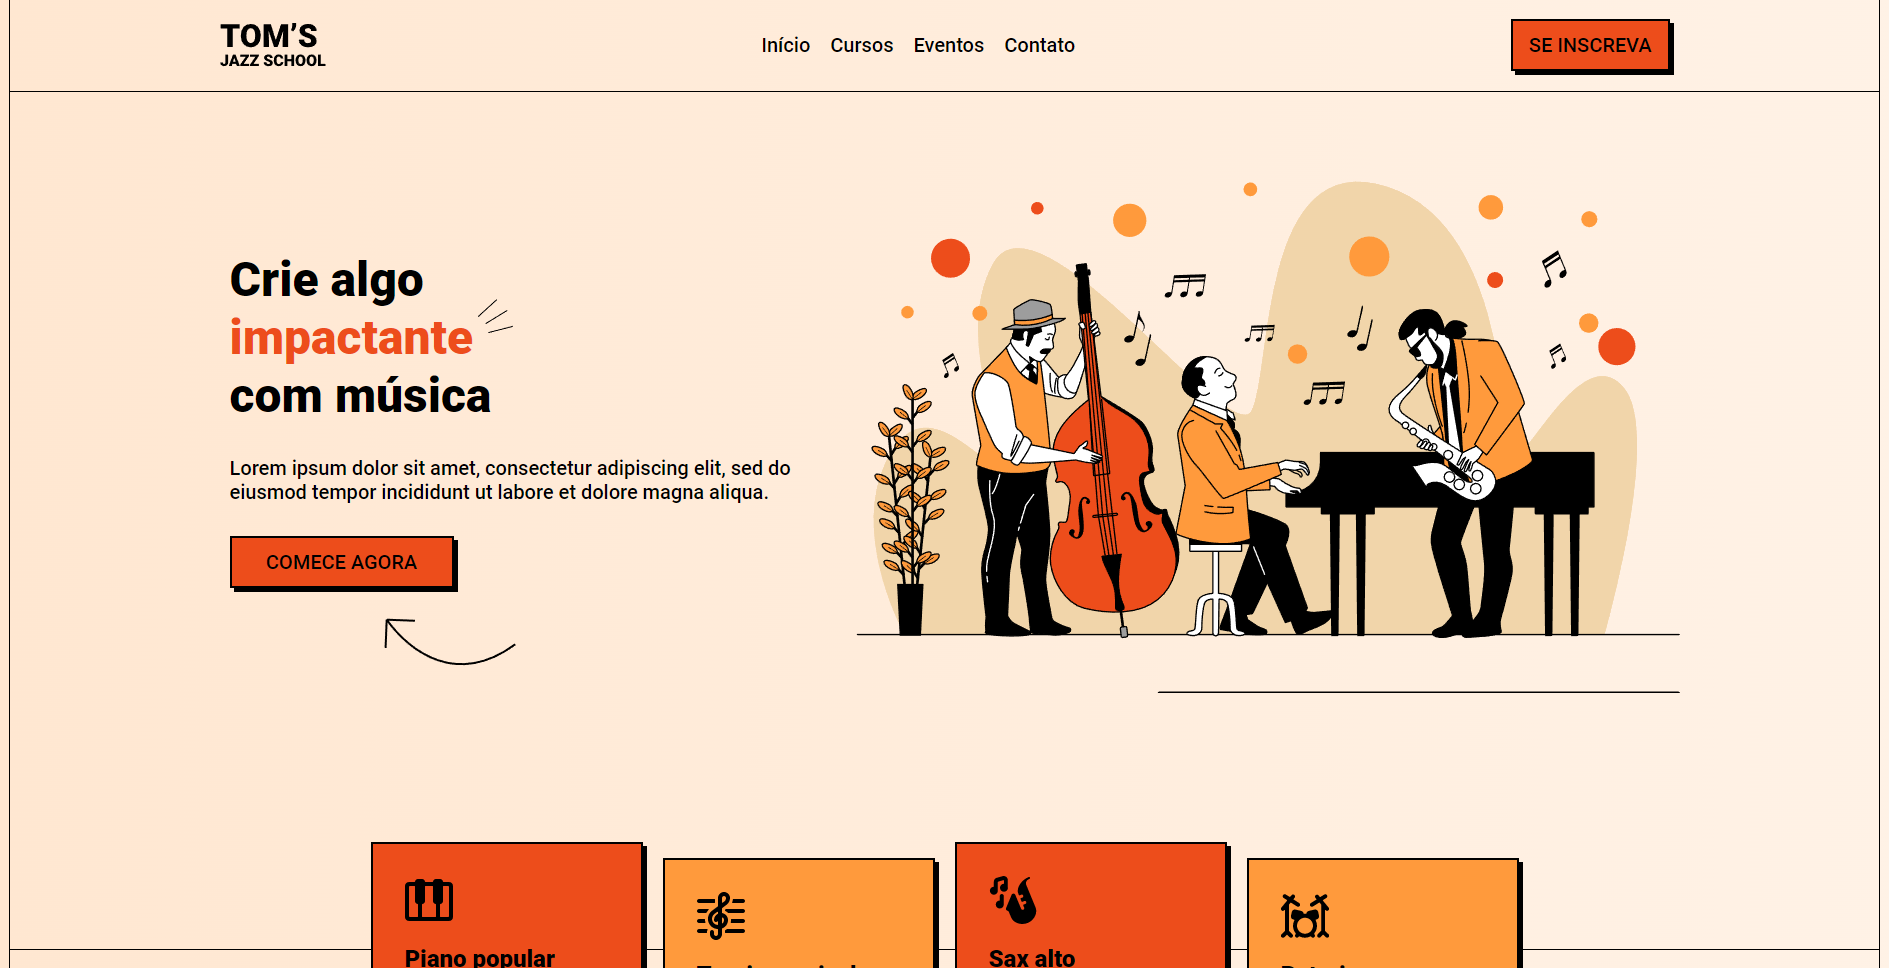 TOM'S
JAZZ SCHOOL
Início Cursos Eventos Contato
SE INSCREVA
Crie algo
impactante
com música
Lorem ipsum dolor sit amet, consectetur adipiscing elit, sed do
eiusmod tempor incididunt ut labore et dolore magna aliqua.
COMECE AGORA
Piano popular
Sax alto